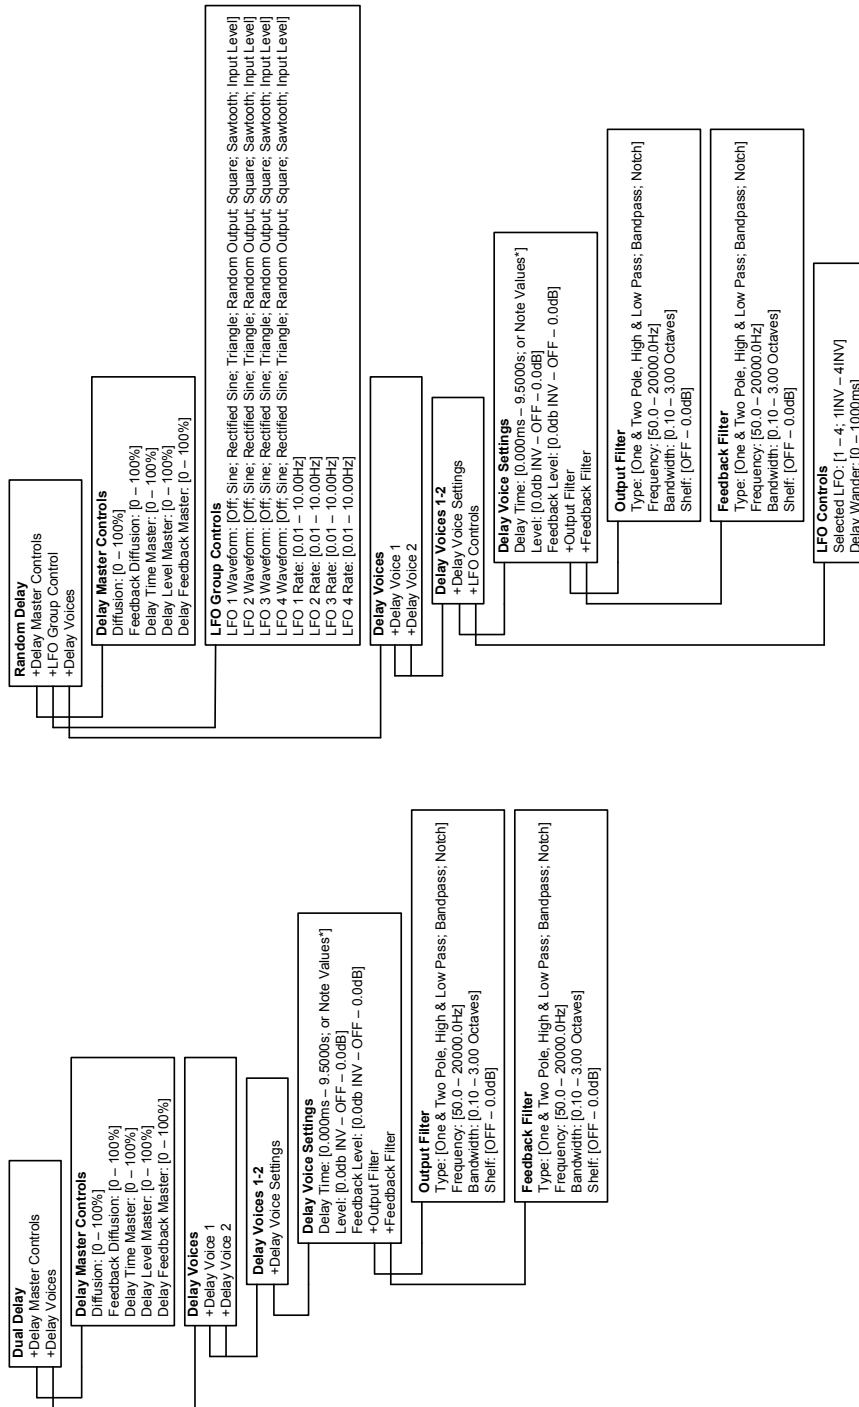 Dual Delay
+Delay Master Controls
+Delay Voices
Delay Master Controls
Diffusion: [0 – 100%]
Feedback Diffusion: [0 – 100%]
Delay Time Master: [0 – 100%]
Delay Level Master: [0 – 100%]
Delay Feedback Master: [0 – 100%]
Delay Voices
+Delay Voice 1
+Delay Voice 2
Delay Voices 1-2
+Delay Voice Settings
Delay Voice Settings
Delay Time: [0.000ms – 9.5000s; or Note Values*]
Level: [0.0db INV – OFF – 0.0dB]
Feedback Level: [0.0db INV – OFF – 0.0dB]
+Output Filter
+Feedback Filter
Output Filter
Type: [One & Two Pole, High & Low Pass; Bandpass; Notch]
Frequency: [50.0 – 20000.0Hz]
Bandwidth: [0.10 – 3.00 Octaves]
Shelf: [OFF – 0.0dB]
Feedback Filter
Type: [One & Two Pole, High & Low Pass; Bandpass; Notch]
Frequency: [50.0 – 20000.0Hz]
Bandwidth: [0.10 – 3.00 Octaves]
Shelf: [OFF – 0.0dB]
Random Delay
+Delay Master Controls
+LFO Group Control
+Delay Voices
Delay Master Controls
Diffusion: [0 – 100%]
Feedback Diffusion: [0 – 100%]
Delay Time Master: [0 – 100%]
Delay Level Master: [0 – 100%]
Delay Feedback Master: [0 – 100%]
LFO Group Controls
LFO 1 Waveform: [Off; Sine; Rectified Sine; Triangle; Random Output; Square; Sawtooth; Input Level]
LFO 2 Waveform: [Off; Sine; Rectified Sine; Triangle; Random Output; Square; Sawtooth; Input Level]
LFO 3 Waveform: [Off; Sine; Rectified Sine; Triangle; Random Output; Square; Sawtooth; Input Level]
LFO 4 Waveform: [Off; Sine; Rectified Sine; Triangle; Random Output; Square; Sawtooth; Input Level]
LFO 1 Rate: [0.01 – 10.00Hz]
LFO 2 Rate: [0.01 – 10.00Hz]
LFO 3 Rate: [0.01 – 10.00Hz]
LFO 4 Rate: [0.01 – 10.00Hz]
Delay Voices
+Delay Voice 1
+Delay Voice 2
Delay Voices 1-2
+Delay Voice Settings
+LFO Controls
Delay Voice Settings
Delay Time: [0.000ms – 9.5000s; or Note Values*]
Level: [0.0db INV – OFF – 0.0dB]
Feedback Level: [0.0db INV – OFF – 0.0dB]
+Output Filter
+Feedback Filter
Output Filter
Type: [One & Two Pole, High & Low Pass; Bandpass; Notch]
Frequency: [50.0 – 20000.0Hz]
Bandwidth: [0.10 – 3.00 Octaves]
Shelf: [OFF – 0.0dB]
Feedback Filter
Type: [One & Two Pole, High & Low Pass; Bandpass; Notch]
Frequency: [50.0 – 20000.0Hz]
Bandwidth: [0.10 – 3.00 Octaves]
Shelf: [OFF – 0.0dB]
LFO Controls
Selected LFO: [1 – 4; 1INV – 4INV]
Delay Wander: [0 – 1000ms]